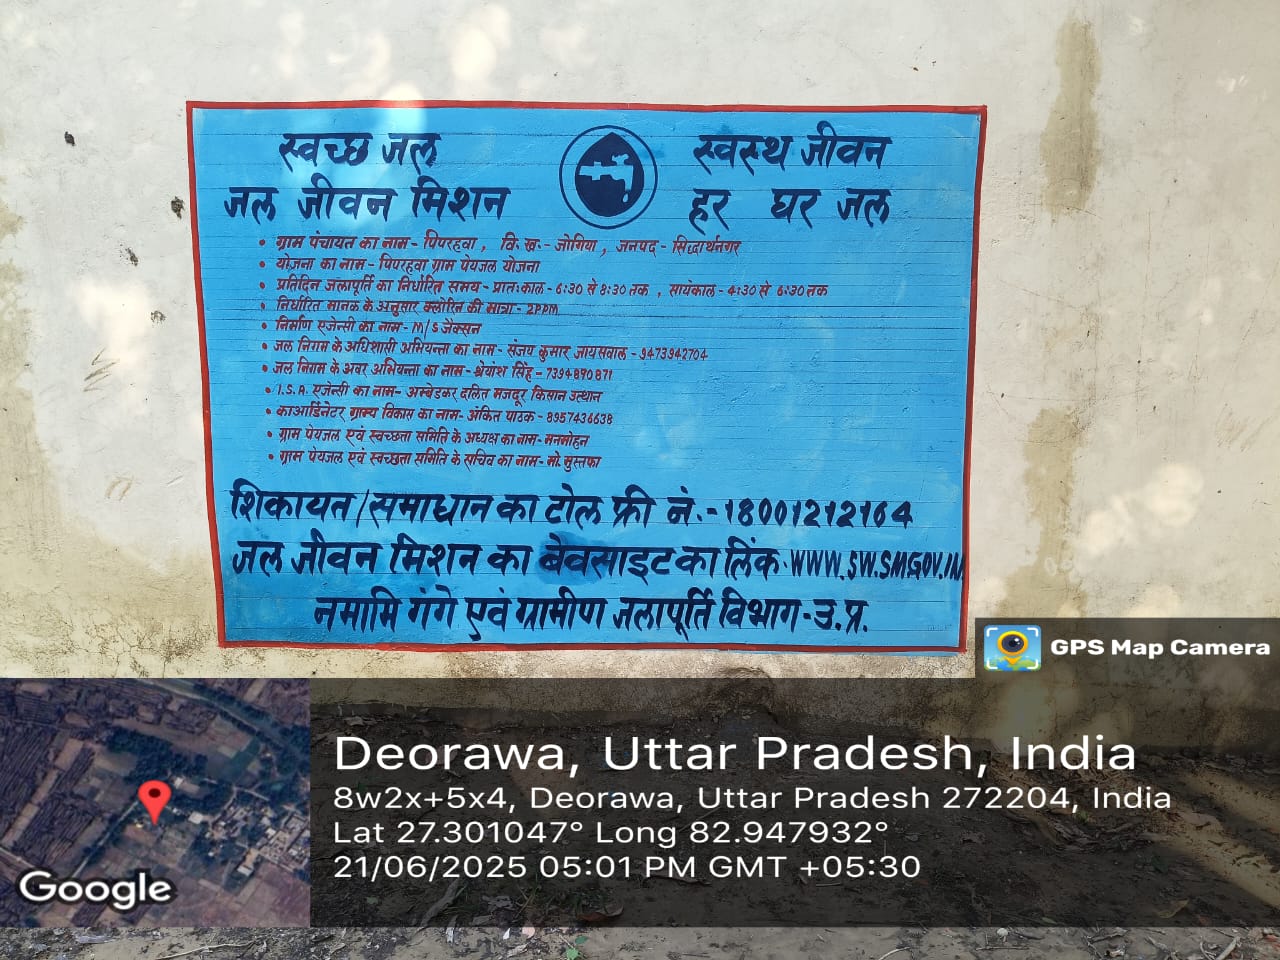 स्वच्छ जल
स्वस्थ जीवन
जल जीवन मिशन
हर घर जल
• ग्राम पंचायत का नाम - पिपरहवा , वि. ख. - जोगिया , जनपद - सिद्धार्थनगर
• योजना का नाम - पिपरहवा ग्राम पेयजल योजना
• प्रतिदिन जलापूर्ति का निर्धारित समय - प्रातःकाल - 6:30 से 8:30 तक , सायंकाल - 4:30 से 6:30 तक
• निर्धारित मानक के अनुसार क्लोरिन की मात्रा - 2PPM
• निर्माण एजेन्सी का नाम - M/S जैक्सन
• जल निगम के अधिशासी अभियन्ता का नाम - संजय कुमार जायसवाल - 9473942704
• जल निगम के अवर अभियन्ता का नाम - श्रेयांश सिंह - 7394890871
• I.S.A. एजेन्सी का नाम - अम्बेडकर दलित मजदूर किसान उत्थान
• काआर्डिनेटर ग्राम्य विकास का नाम - अंकित पाठक - 8957436638
• ग्राम पेयजल एवं स्वच्छता समिति के अध्यक्ष का नाम - मनमोहन
• ग्राम पेयजल एवं स्वच्छता समिति के सचिव का नाम - मो. मुस्तफा
शिकायत/समाधान का टोल फ्री नं. - 18001212164
जल जीवन मिशन का बेवसाइट का लिंक - WWW.SW.SM.GOV.IN
नमामि गंगे एवं ग्रामीण जलापूर्ति विभाग - उ.प्र.
GPS Map Camera
Deorawa, Uttar Pradesh, India
8w2x+5x4, Deorawa, Uttar Pradesh 272204, India
Lat 27.301047° Long 82.947932°
21/06/2025 05:01 PM GMT +05:30
Google